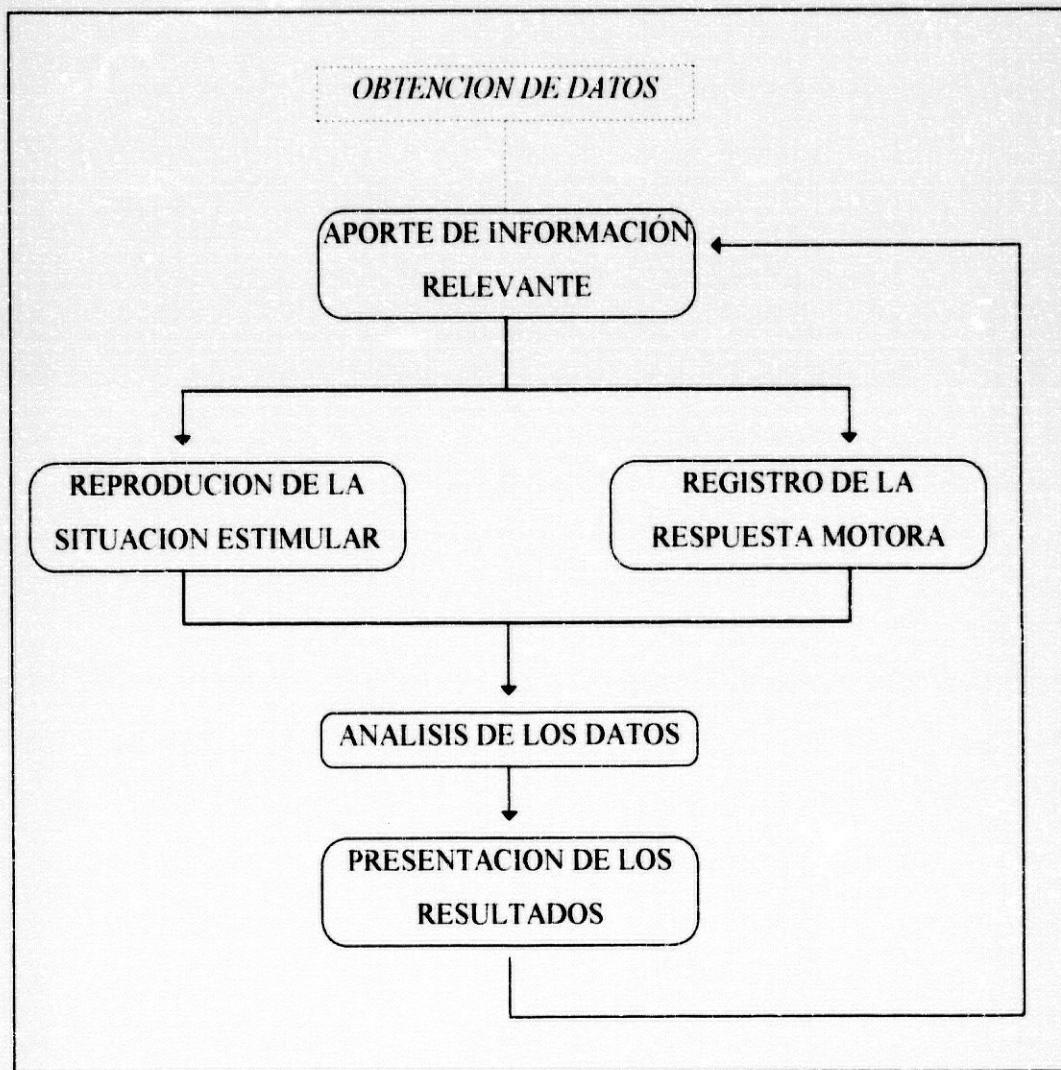 OBTENCION DE DATOS
APORTE DE INFORMACIÓN
RELEVANTE
REPRODUCION DE LA
SITUACION ESTIMULAR
REGISTRO DE LA
RESPUESTA MOTORA
ANALISIS DE LOS DATOS
PRESENTACION DE LOS
RESULTADOS